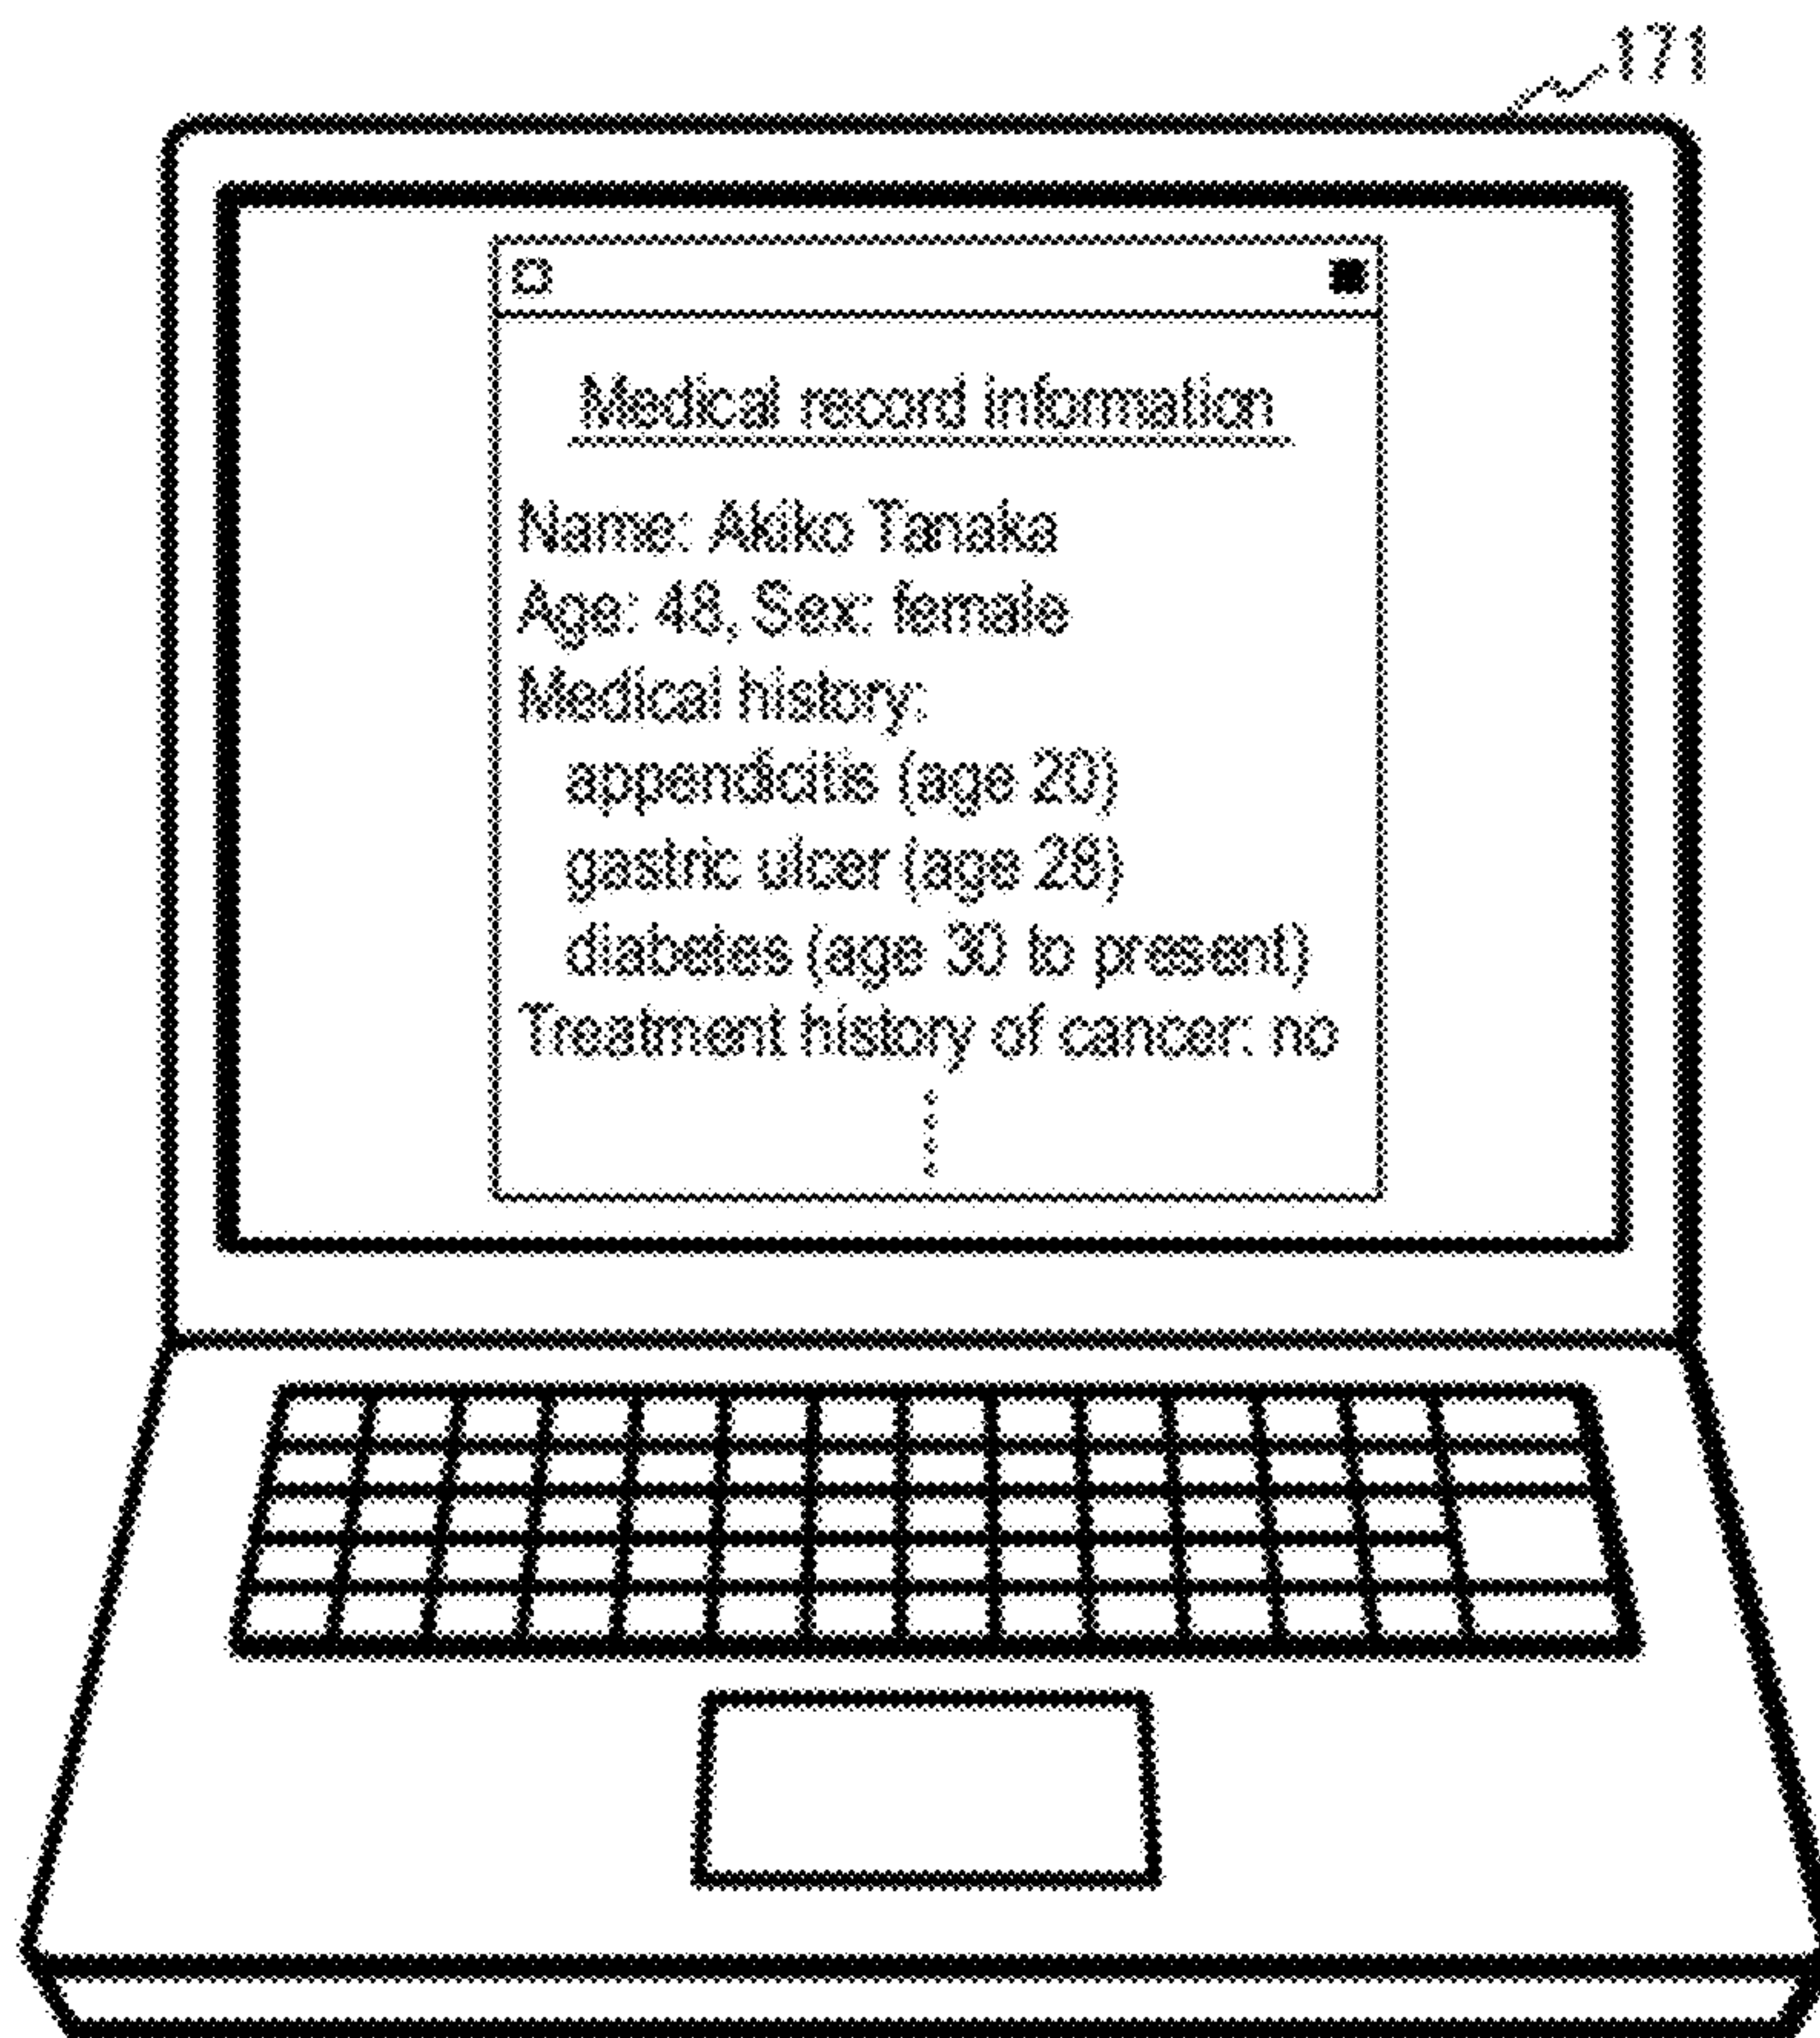 171
Medical record information
Name: Akiko Tanaka
Age: 48, Sex: female
Medical history:
appendicitis (age 20)
gastric ulcer (age 28)
diabetes (age 30 to present)
Treatment history of cancer: no